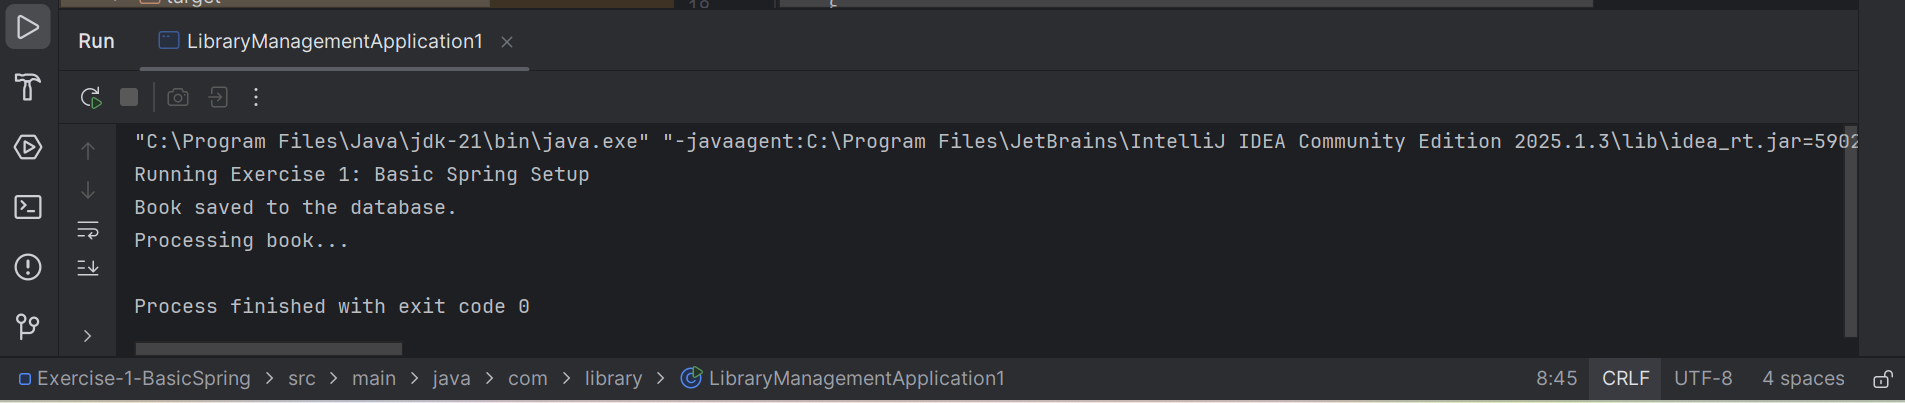 target
18
Run LibraryManagementApplication1
"C:\Program Files\Java\jdk-21\bin\java.exe" "-javaagent:C:\Program Files\JetBrains\IntelliJ IDEA Community Edition 2025.1.3\lib\idea_rt.jar=5902
Running Exercise 1: Basic Spring Setup
Book saved to the database.
Processing book...
Process finished with exit code 0
Exercise-1-BasicSpring > src > main > java > com > library > LibraryManagementApplication1 8:45 CRLF UTF-8 4 spaces